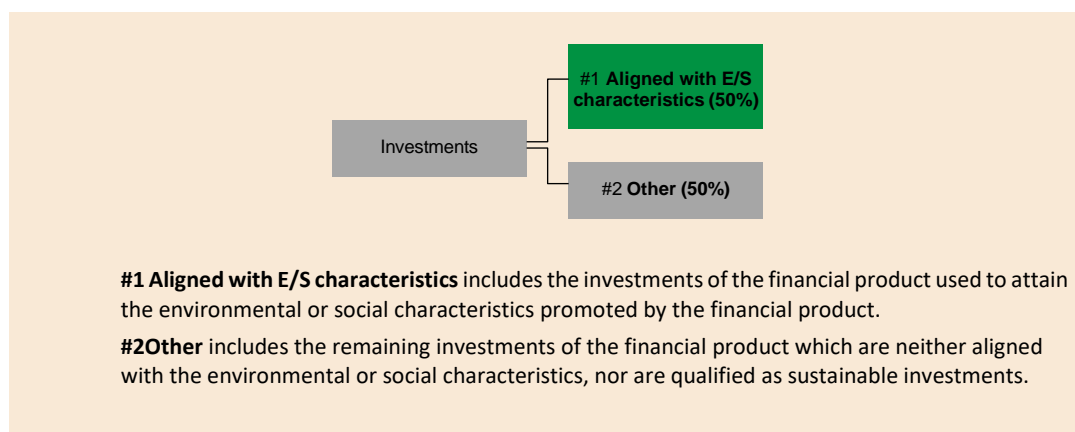 #1 Aligned with E/S
characteristics (50%)
Investments
#2 Other (50%)
#1 Aligned with E/S characteristics includes the investments of the financial product used to attain
the environmental or social characteristics promoted by the financial product.
#2Other includes the remaining investments of the financial product which are neither aligned
with the environmental or social characteristics, nor are qualified as sustainable investments.